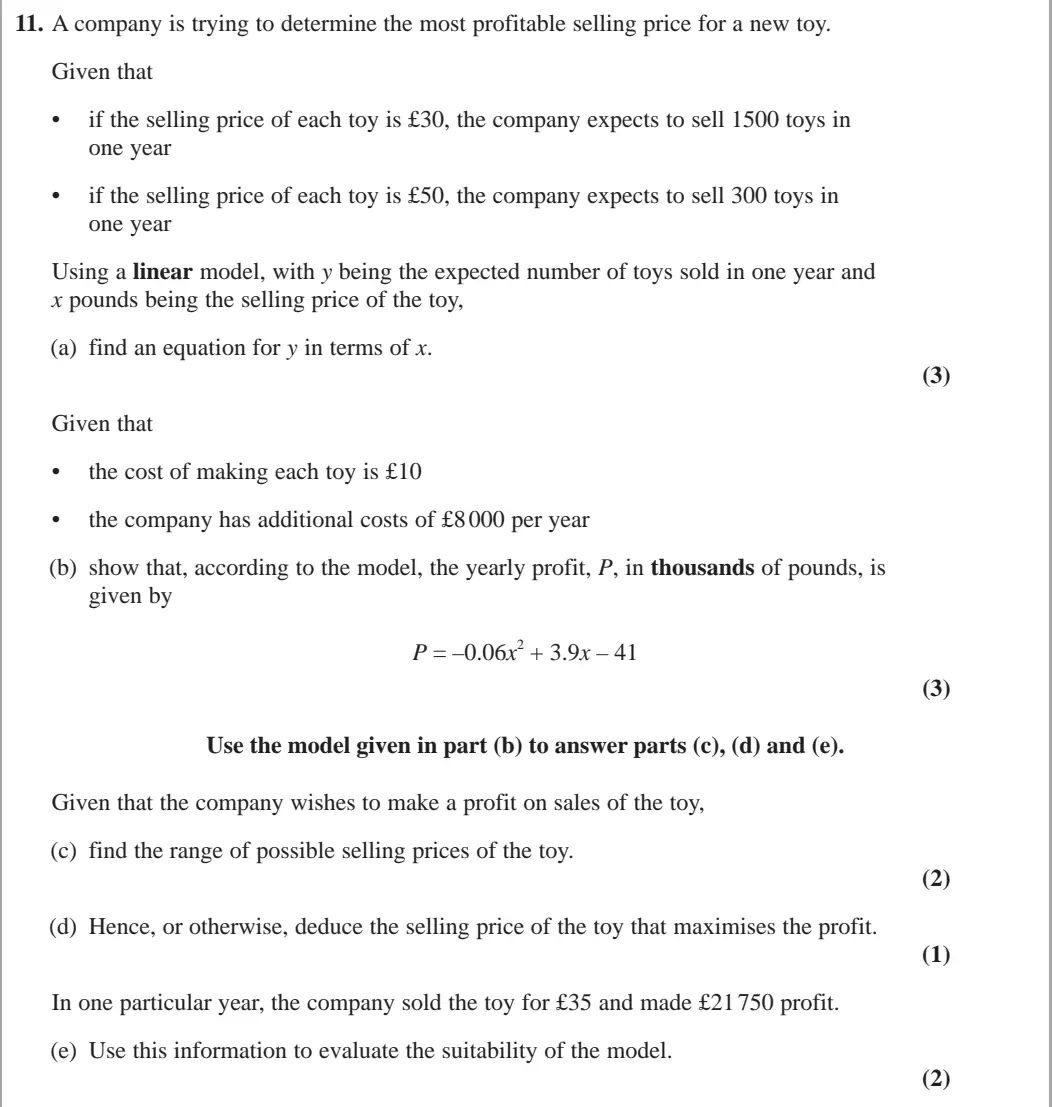 11. A company is trying to determine the most profitable selling price for a new toy.
Given that
• if the selling price of each toy is £30, the company expects to sell 1500 toys in
one year
• if the selling price of each toy is £50, the company expects to sell 300 toys in
one year
Using a linear model, with y being the expected number of toys sold in one year and
x pounds being the selling price of the toy,
(a) find an equation for y in terms of x.
(3)
Given that
• the cost of making each toy is £10
• the company has additional costs of £8 000 per year
(b) show that, according to the model, the yearly profit, P, in thousands of pounds, is
given by
P = –0.06x² + 3.9x – 41
(3)
Use the model given in part (b) to answer parts (c), (d) and (e).
Given that the company wishes to make a profit on sales of the toy,
(c) find the range of possible selling prices of the toy.
(2)
(d) Hence, or otherwise, deduce the selling price of the toy that maximises the profit.
(1)
In one particular year, the company sold the toy for £35 and made £21 750 profit.
(e) Use this information to evaluate the suitability of the model.
(2)